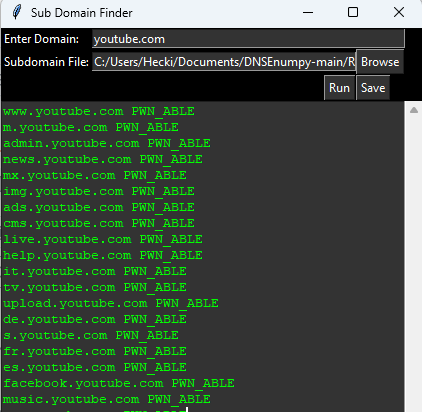 Sub Domain Finder
Enter Domain: youtube.com
Subdomain File: C:/Users/Hecki/Documents/DNSEnumpy-main/R Browse
Run Save
www.youtube.com PWN_ABLE
m.youtube.com PWN_ABLE
admin.youtube.com PWN_ABLE
news.youtube.com PWN_ABLE
mx.youtube.com PWN_ABLE
img.youtube.com PWN_ABLE
ads.youtube.com PWN_ABLE
cms.youtube.com PWN_ABLE
live.youtube.com PWN_ABLE
help.youtube.com PWN_ABLE
it.youtube.com PWN_ABLE
tv.youtube.com PWN_ABLE
upload.youtube.com PWN_ABLE
de.youtube.com PWN_ABLE
s.youtube.com PWN_ABLE
fr.youtube.com PWN_ABLE
es.youtube.com PWN_ABLE
facebook.youtube.com PWN_ABLE
music.youtube.com PWN_ABLE